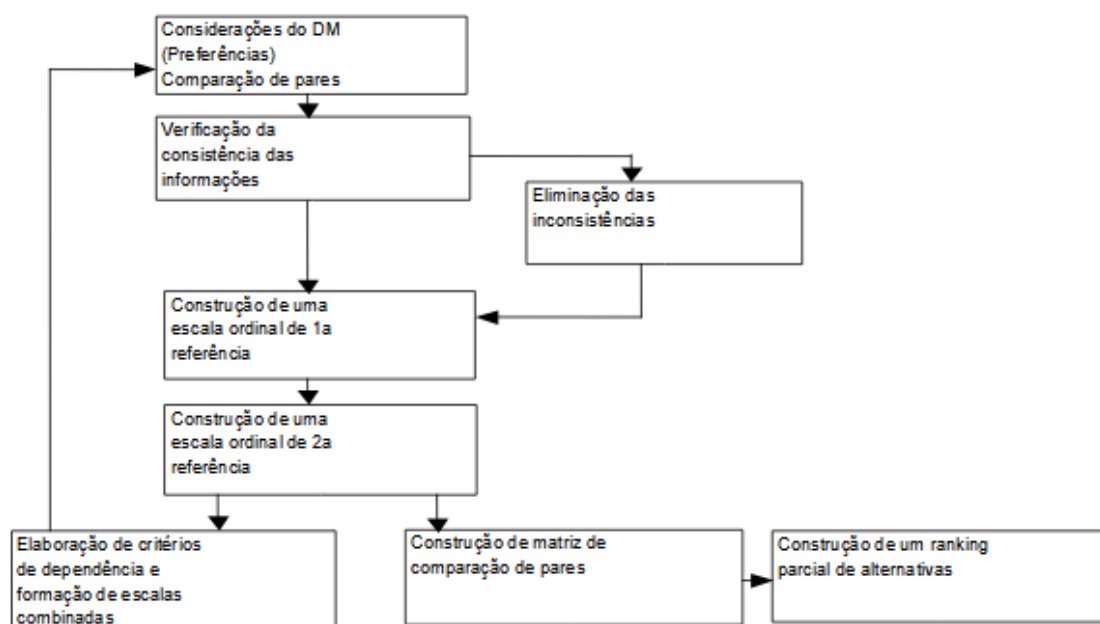 Considerações do DM
(Preferências)
Comparação de pares
Verificação da
consistência das
informações
Eliminação das
inconsistências
Construção de uma
escala ordinal de 1a
referência
Construção de uma
escala ordinal de 2a
referência
Elaboração de critérios
de dependência e
formação de escalas
combinadas
Construção de matriz de
comparação de pares
Construção de um ranking
parcial de alternativas